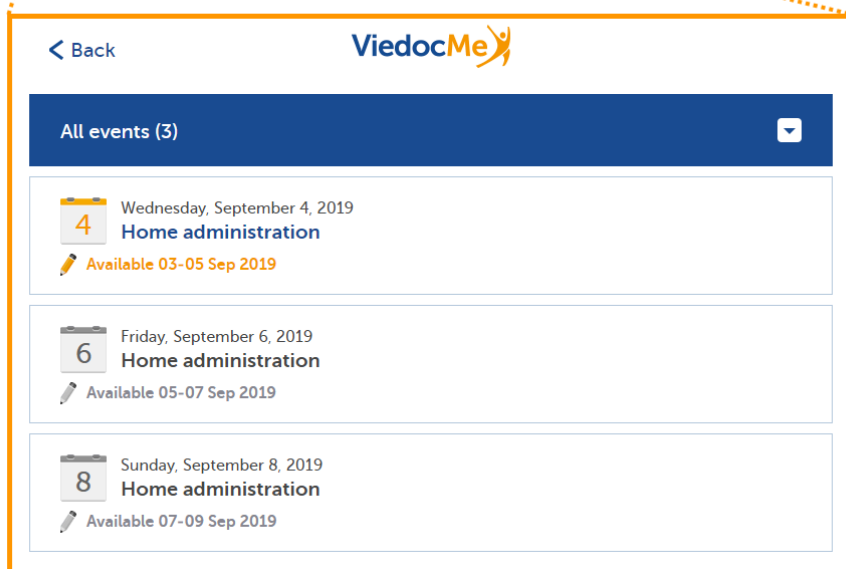 Back
ViedocMe
All events (3)
4
Wednesday, September 4, 2019
Home administration
Available 03-05 Sep 2019
6
Friday, September 6, 2019
Home administration
Available 05-07 Sep 2019
8
Sunday, September 8, 2019
Home administration
Available 07-09 Sep 2019